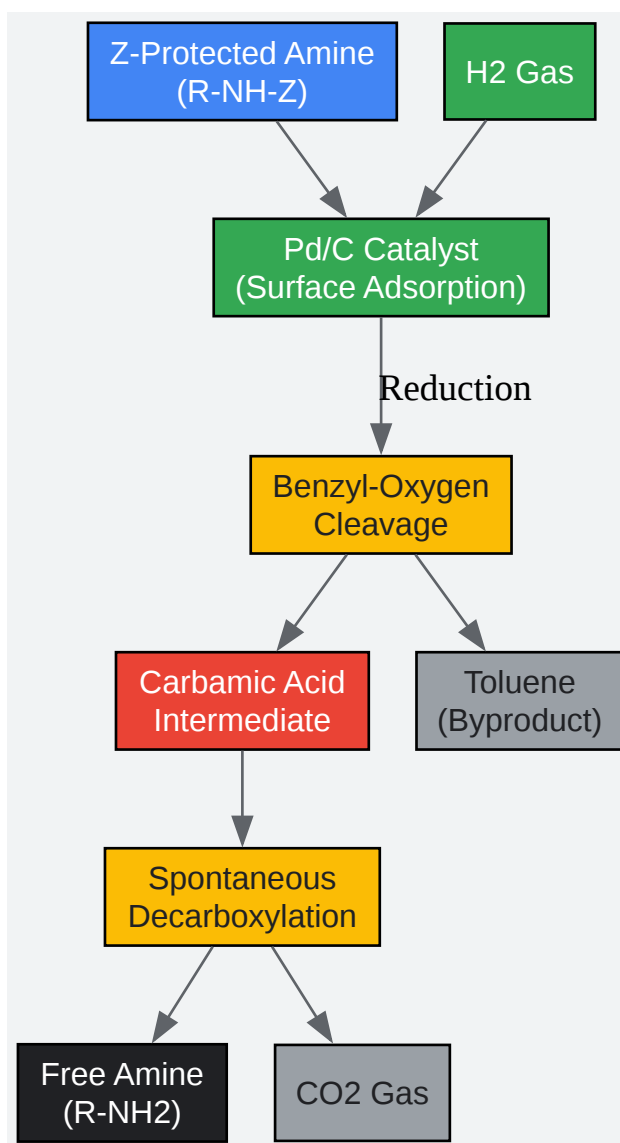 Z-Protected Amine
(R-NH-Z)
H2 Gas
Pd/C Catalyst
(Surface Adsorption)
Reduction
Benzyl-Oxygen
Cleavage
Carbamic Acid
Intermediate
Toluene
(Byproduct)
Spontaneous
Decarboxylation
Free Amine
(R-NH2)
CO2 Gas